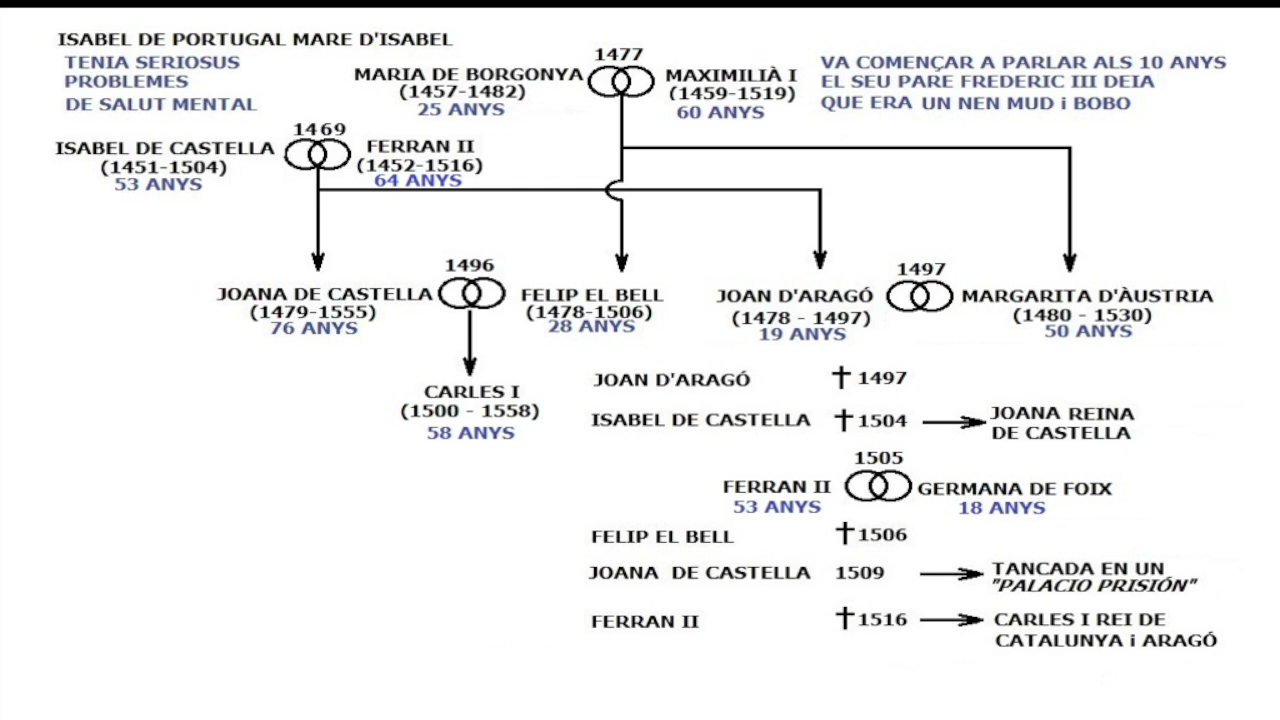 ISABEL DE PORTUGAL MARE D'ISABEL
TENIA SERIOSUS
PROBLEMES
DE SALUT MENTAL
1477
MARIA DE BORGONYA
(1457-1482)
25 ANYS
MAXIMILIÀ I
(1459-1519)
60 ANYS
VA COMENÇAR A PARLAR ALS 10 ANYS
EL SEU PARE FREDERIC III DEIA
QUE ERA UN NEN MUD i BOBO
1469
ISABEL DE CASTELLA
(1451-1504)
53 ANYS
FERRAN II
(1452-1516)
64 ANYS
1496
JOANA DE CASTELLA
(1479-1555)
76 ANYS
FELIP EL BELL
(1478-1506)
28 ANYS
1497
JOAN D'ARAGÓ
(1478 - 1497)
19 ANYS
MARGARITA D'ÀUSTRIA
(1480 - 1530)
50 ANYS
CARLES I
(1500 - 1558)
58 ANYS
JOAN D'ARAGÓ †1497
ISABEL DE CASTELLA †1504 JOANA REINA
DE CASTELLA
1505
FERRAN II
53 ANYS
GERMANA DE FOIX
18 ANYS
FELIP EL BELL †1506
JOANA DE CASTELLA 1509 TANCADA EN UN
"PALACIO PRISIÓN"
FERRAN II †1516 CARLES I REI DE
CATALUNYA i ARAGÓ